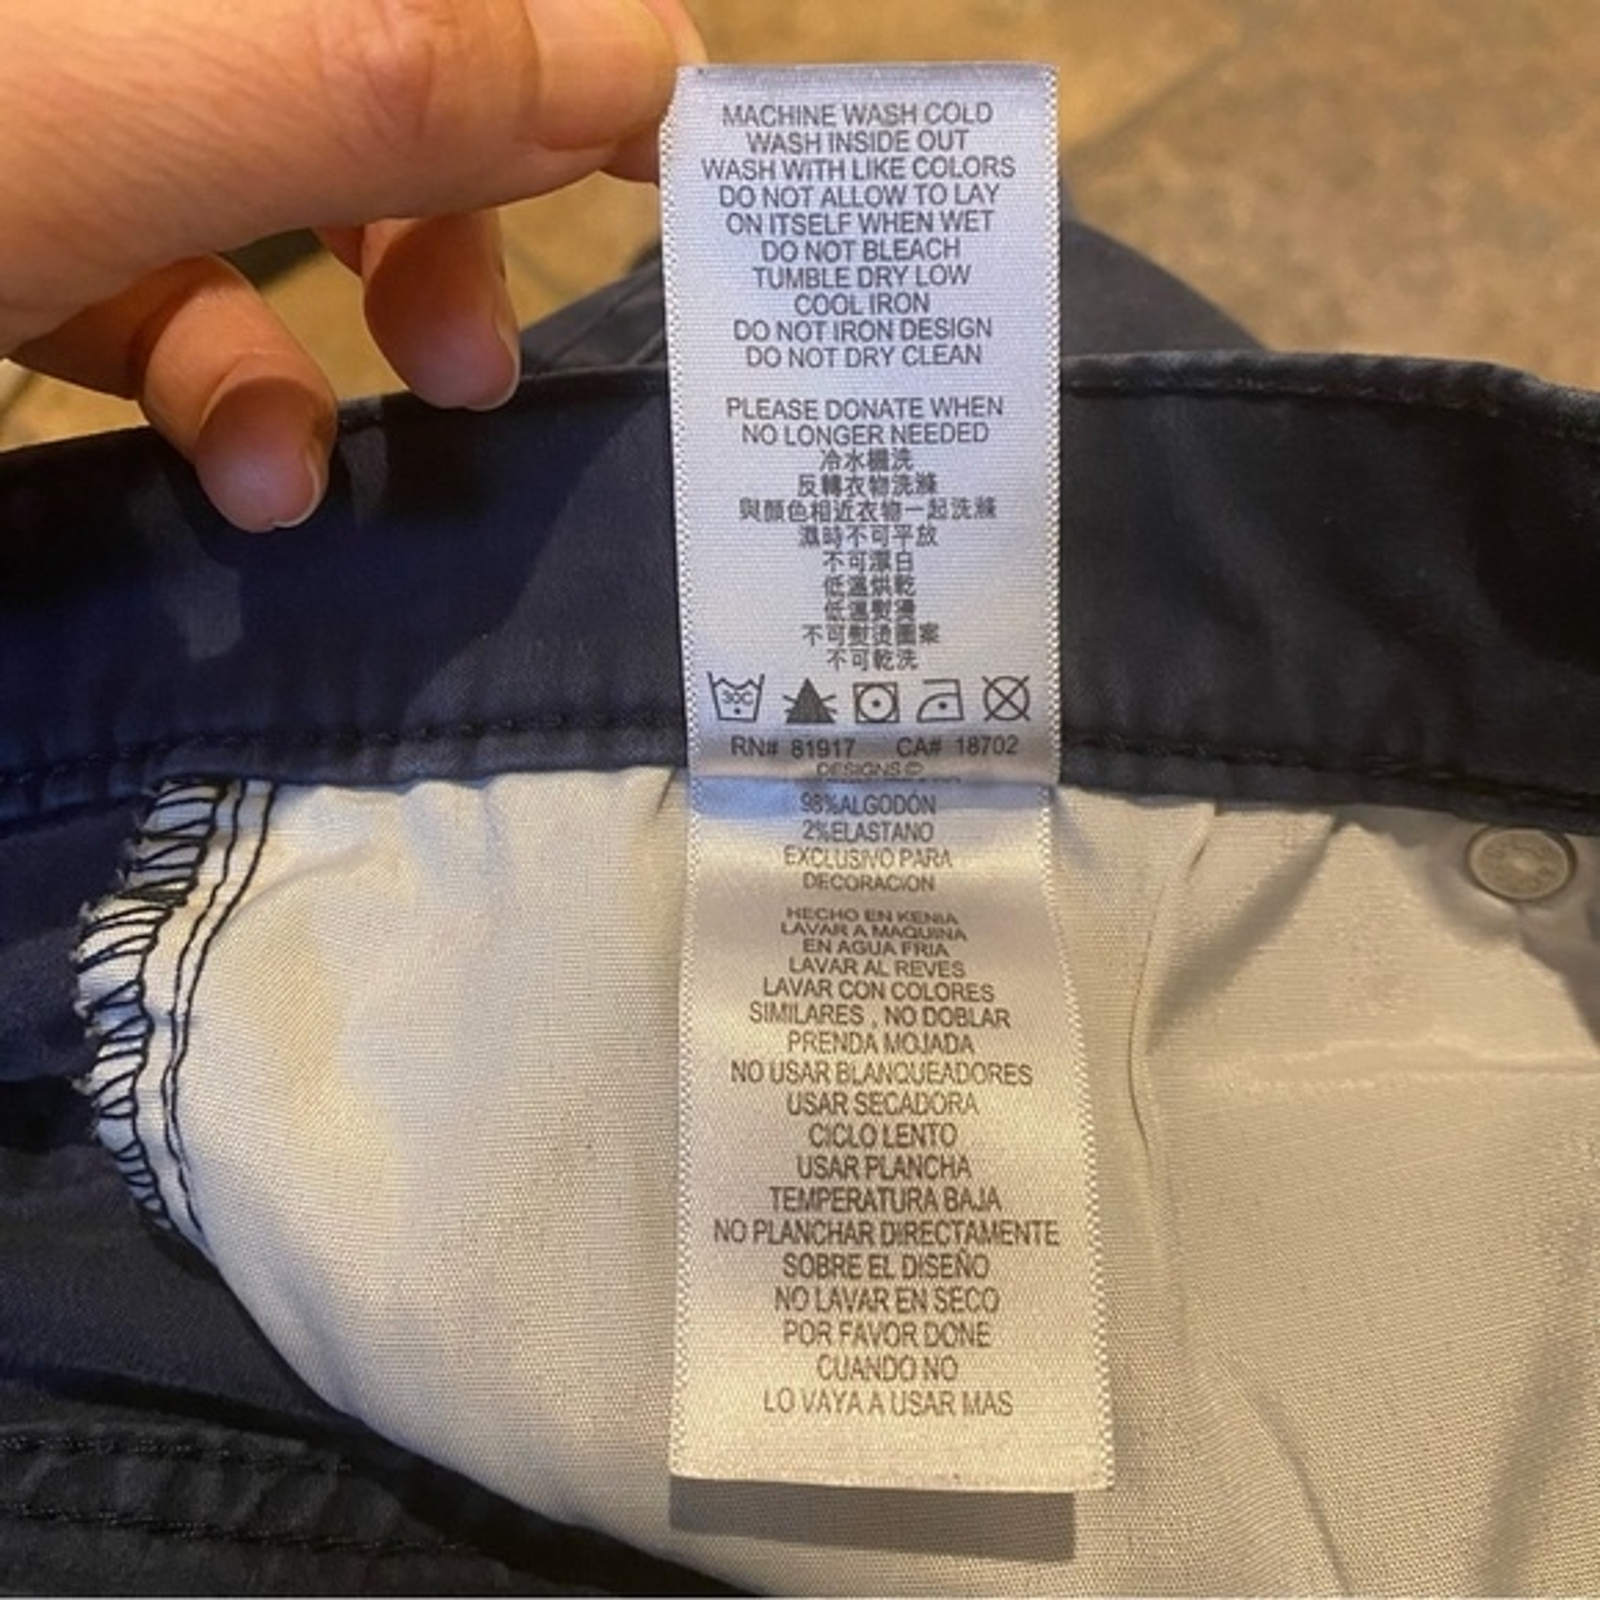 MACHINE WASH COLD
WASH INSIDE OUT
WASH WITH LIKE COLORS
DO NOT ALLOW TO LAY
ON ITSELF WHEN WET
DO NOT BLEACH
TUMBLE DRY LOW
COOL IRON
DO NOT IRON DESIGN
DO NOT DRY CLEAN
PLEASE DONATE WHEN
NO LONGER NEEDED
冷水機洗
反轉衣物洗滌
與顏色相近衣物一起洗滌
濕時不可平放
不可漂白
低溫烘乾
低溫熨燙
不可熨燙圖案
不可乾洗
30C
RN# 81917 CA# 18702
DESIGNS ©
98%ALGODÓN
2%ELASTANO
EXCLUSIVO PARA
DECORACION
HECHO EN KENIA
LAVAR A MAQUINA
EN AGUA FRIA
LAVAR AL REVES
LAVAR CON COLORES
SIMILARES , NO DOBLAR
PRENDA MOJADA
NO USAR BLANQUEADORES
USAR SECADORA
CICLO LENTO
USAR PLANCHA
TEMPERATURA BAJA
NO PLANCHAR DIRECTAMENTE
SOBRE EL DISEÑO
NO LAVAR EN SECO
POR FAVOR DONE
CUANDO NO
LO VAYA A USAR MAS